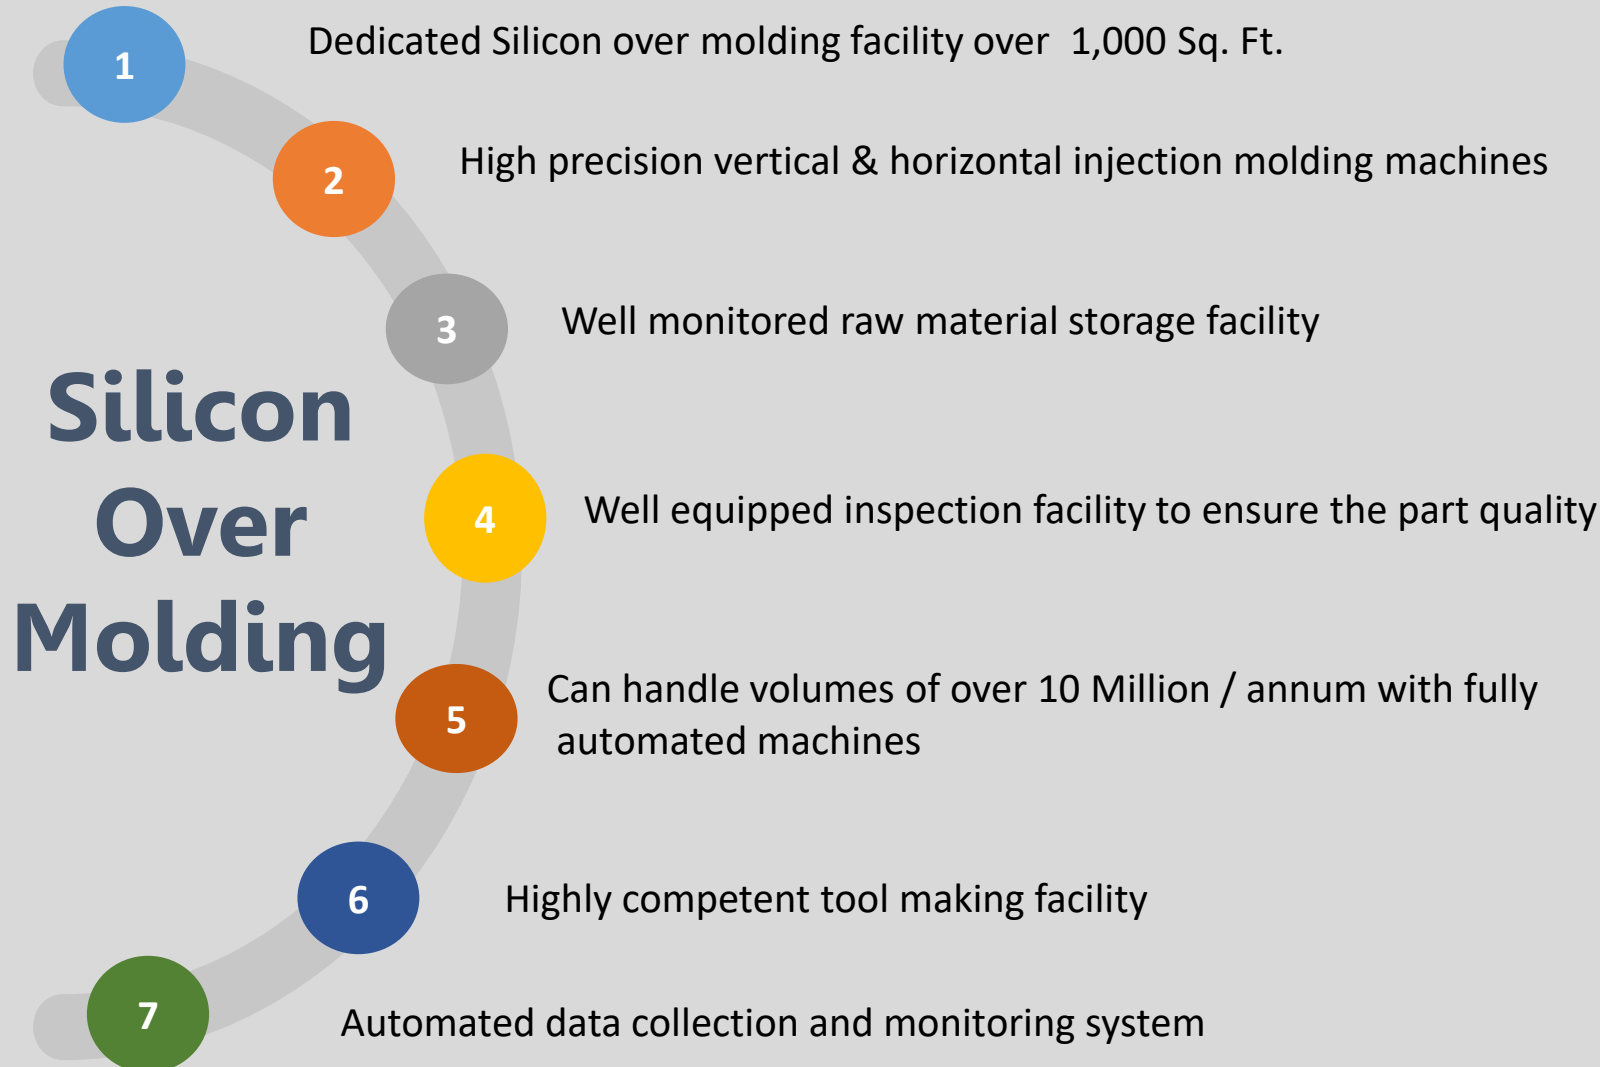 1
Dedicated Silicon over molding facility over  1,000 Sq. Ft.
2
High precision vertical & horizontal injection molding machines
3
Well monitored raw material storage facility
Silicon
Over
Molding
4
Well equipped inspection facility to ensure the part quality
5
Can handle volumes of over 10 Million / annum with fully
automated machines
6
Highly competent tool making facility
7
Automated data collection and monitoring system